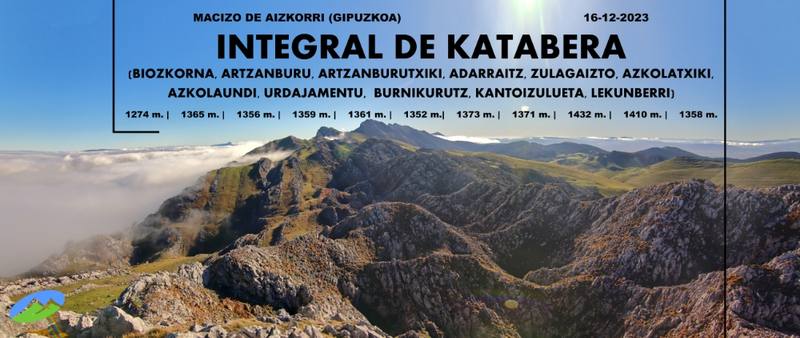 MACIZO DE AIZKORRI (GIPUZKOA) 16-12-2023
INTEGRAL DE KATABERA
(BIOZKORNA, ARTZANBURU, ARTZANBURUTXIKI, ADARRAITZ, ZULAGAIZTO, AZKOLATXIKI,
AZKOLAUNDI, URDAJAMENTU, BURNIKURUTZ, KANTOIZULUETA, LEKUNBERRI)
1274 m. | 1365 m. | 1356 m. | 1359 m. | 1361 m. | 1352 m. | 1373 m. | 1371 m. | 1432 m. | 1410 m. | 1358 m.